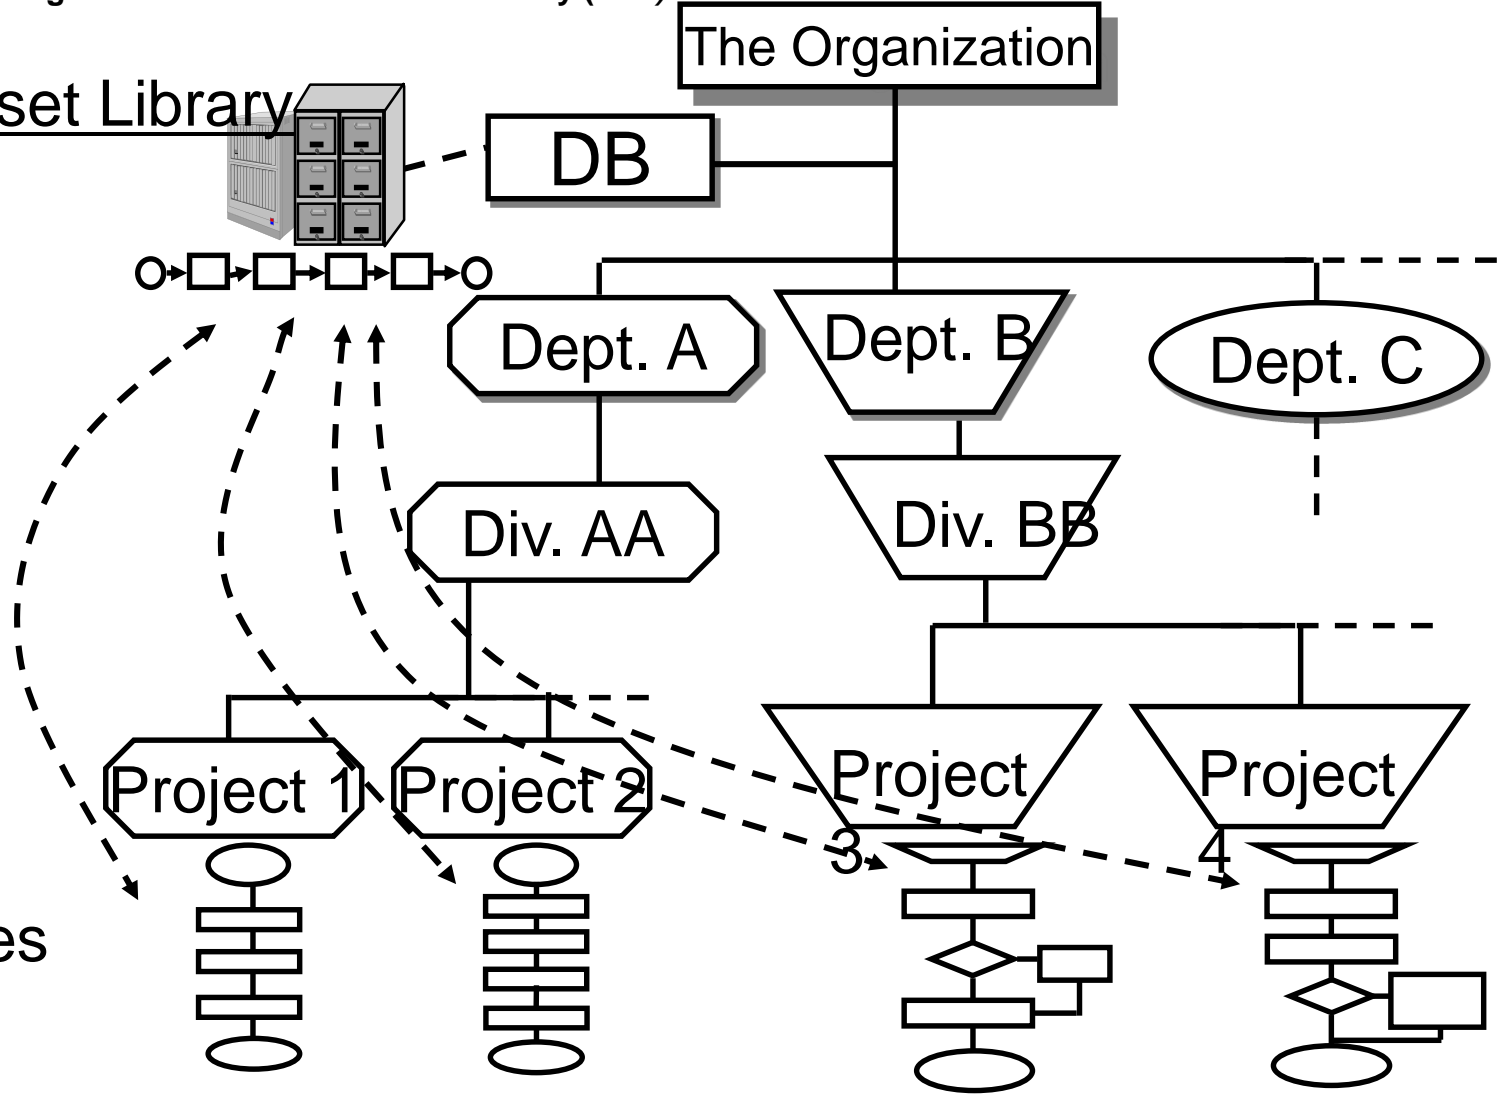 The Organization
set Library
DB
Dept. A
Dept. B
Dept. C
Div. AA
Div. BB
Project 1
Project 2
Project
3
Project
4
es